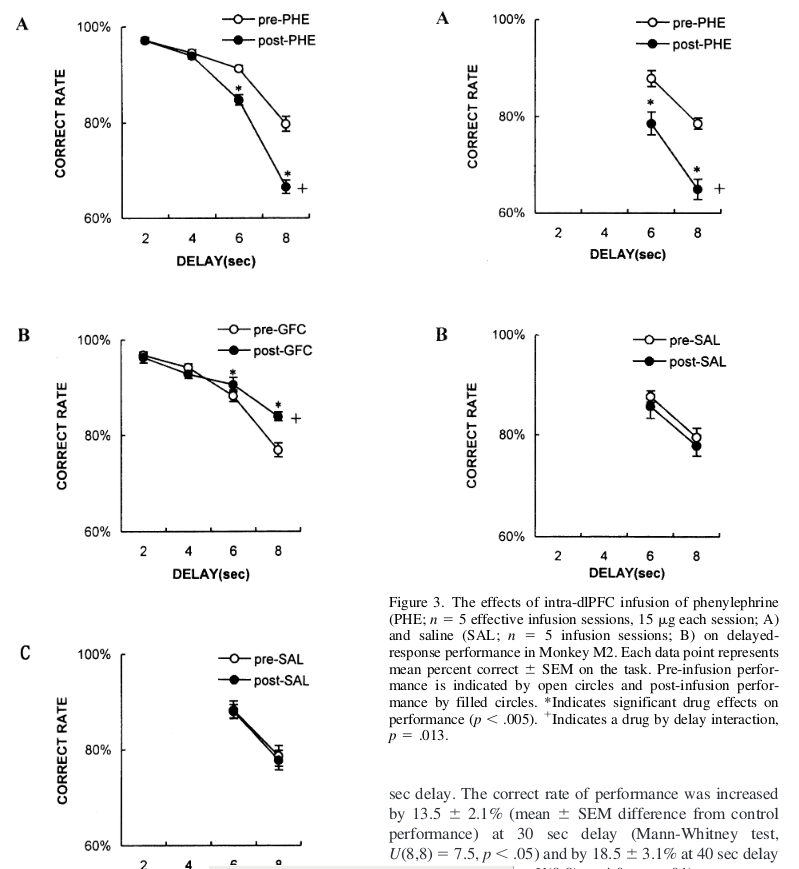 A
pre-PHE
post-PHE
100%
80%
60%
CORRECT RATE
*
*
+
2 4 6 8
DELAY(sec)
B
pre-GFC
post-GFC
100%
80%
60%
CORRECT RATE
*
*
+
2 4 6 8
DELAY(sec)
C
pre-SAL
post-SAL
100%
80%
60%
CORRECT RATE
2 4 6 8
A
pre-PHE
post-PHE
100%
80%
60%
CORRECT RATE
*
*
+
2 4 6 8
DELAY(sec)
B
pre-SAL
post-SAL
100%
80%
60%
CORRECT RATE
2 4 6 8
DELAY(sec)
Figure 3. The effects of intra-dlPFC infusion of phenylephrine
(PHE; n = 5 effective infusion sessions, 15 μg each session; A)
and saline (SAL; n = 5 infusion sessions; B) on delayed-
response performance in Monkey M2. Each data point represents
mean percent correct ± SEM on the task. Pre-infusion perfor-
mance is indicated by open circles and post-infusion perfor-
mance by filled circles. *Indicates significant drug effects on
performance (p < .005). +Indicates a drug by delay interaction,
p = .013.
sec delay. The correct rate of performance was increased
by 13.5 ± 2.1% (mean ± SEM difference from control
performance) at 30 sec delay (Mann-Whitney test,
U(8,8) = 7.5, p < .05) and by 18.5 ± 3.1% at 40 sec delay